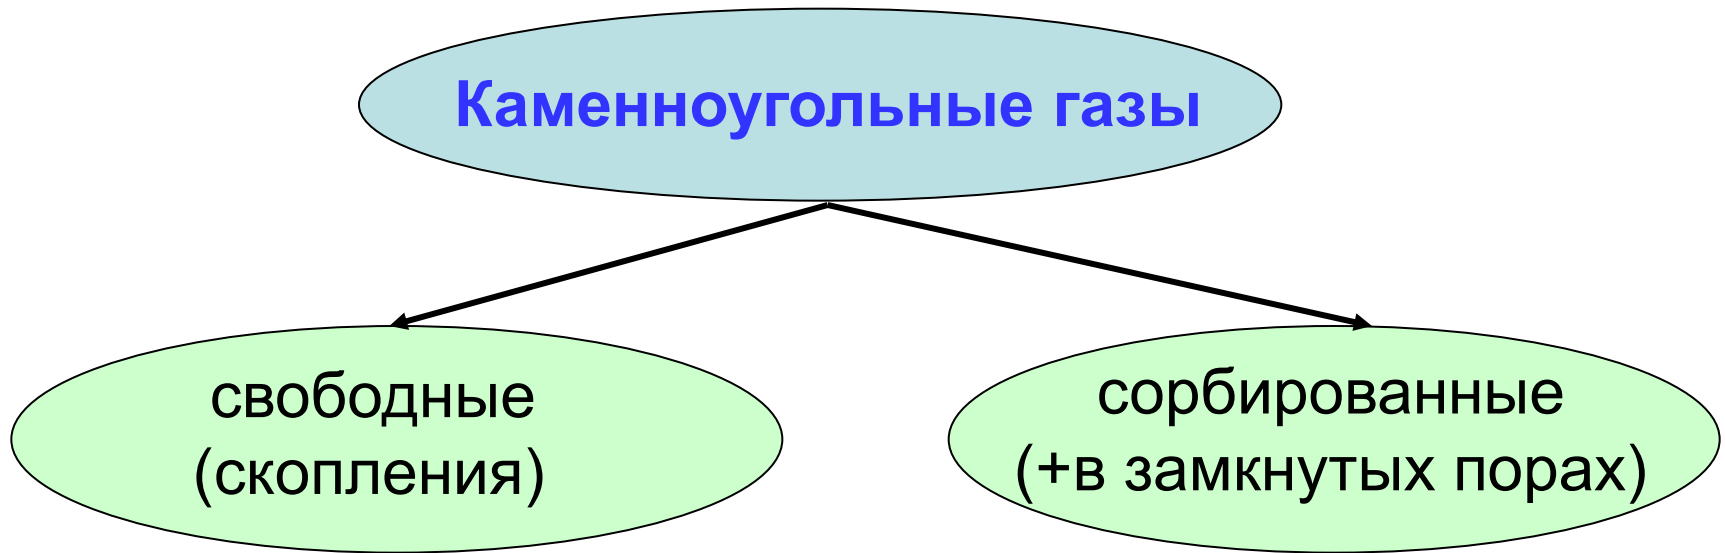 Каменноугольные газы
свободные
(скопления)
сорбированные
(+в замкнутых порах)